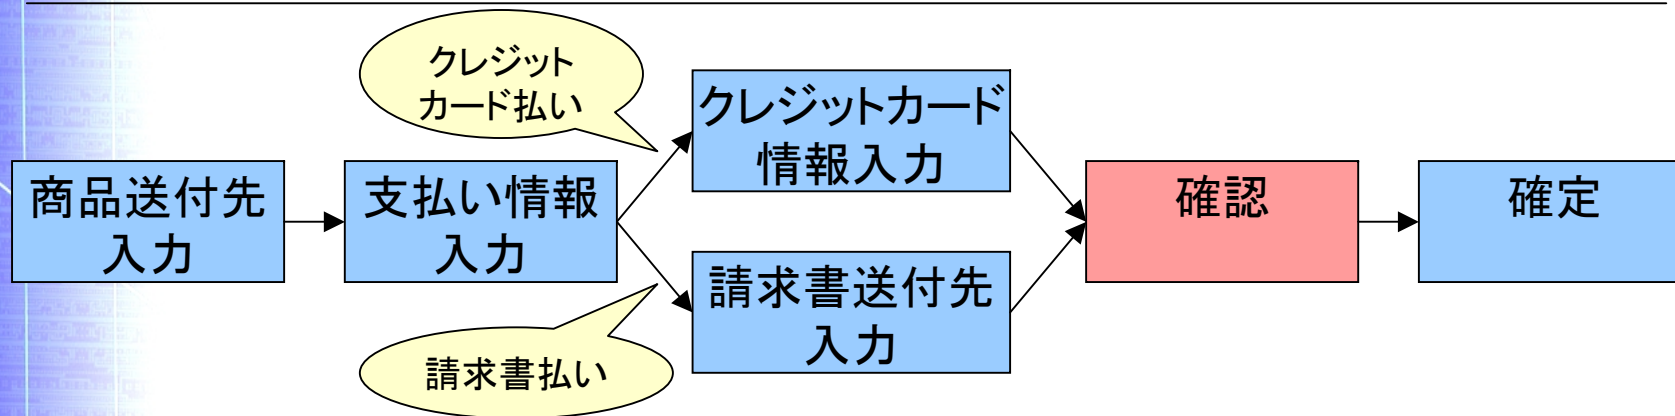 クレジット
カード払い
クレジットカード
情報入力
商品送付先
入力
支払い情報
入力
確認
確定
請求書送付先
入力
請求書払い